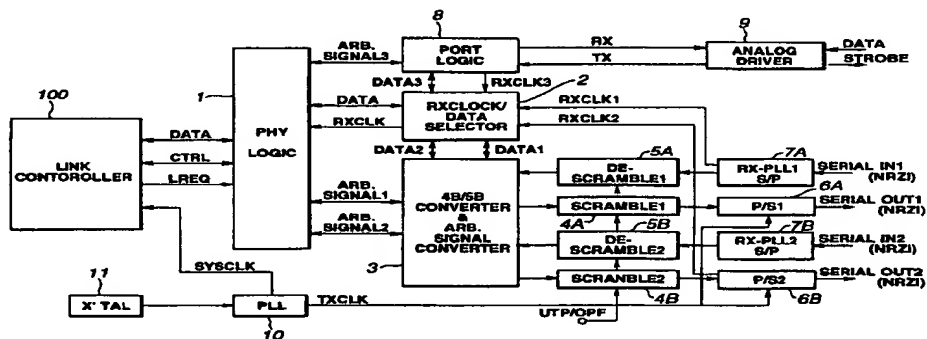 8
9
ARB.
SIGNAL3
PORT
LOGIC
RX
TX
ANALOG
DRIVER
DATA
STROBE
DATA3
RXCLK3
2
1
100
DATA
RXCLK
RXCLOCK/
DATA
SELECTOR
RXCLK1
RXCLK2
DATA2
DATA1
LINK
CONTOROLLER
DATA
CTRL
LREQ
PHY
LOGIC
ARB.
SIGNAL1
ARB.
SIGNAL2
4B/5B
CONVERTER
&
ARB.
SIGNAL
CONVERTER
3
5A
DE-
SCRAMBLE1
7A
RX-PLL1
S/P
SERIAL IN1
(NRZI)
6A
SCRAMBLE1
4A
P/S1
SERIAL OUT1
(NRZI)
5B
DE-
SCRAMBLE2
7B
RX-PLL2
S/P
SERIAL IN2
(NRZI)
SCRANBLE2
4B
P/S2
6B
SERIAL OUT2
(NRZI)
SYSCLK
11
X' TAL
PLL
10
TXCLK
UTP/OPF